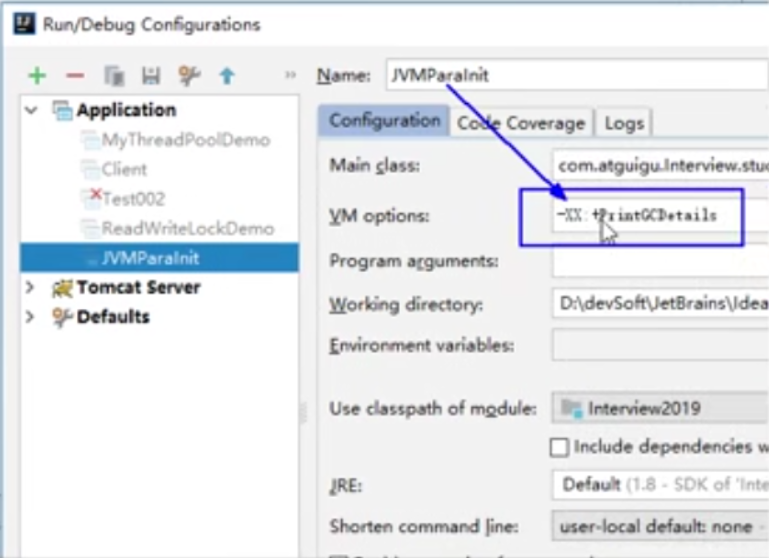 Run/Debug Configurations
Name: JVMParaInit
Application
MyThreadPoolDemo
Client
Test002
ReadWriteLockDemo
JVMParaInit
Tomcat Server
Defaults
Configuration Code Coverage Logs
Main class: com.atguigu.Interview.stud
VM options: -XX:+PrintGCDetails
Program arguments:
Working directory: D:\devSoft\JetBrains\Idea
Environment variables:
Use classpath of module: Interview2019
Include dependencies w
JRE: Default (1.8 - SDK of 'Inte
Shorten command line: user-local default: none -